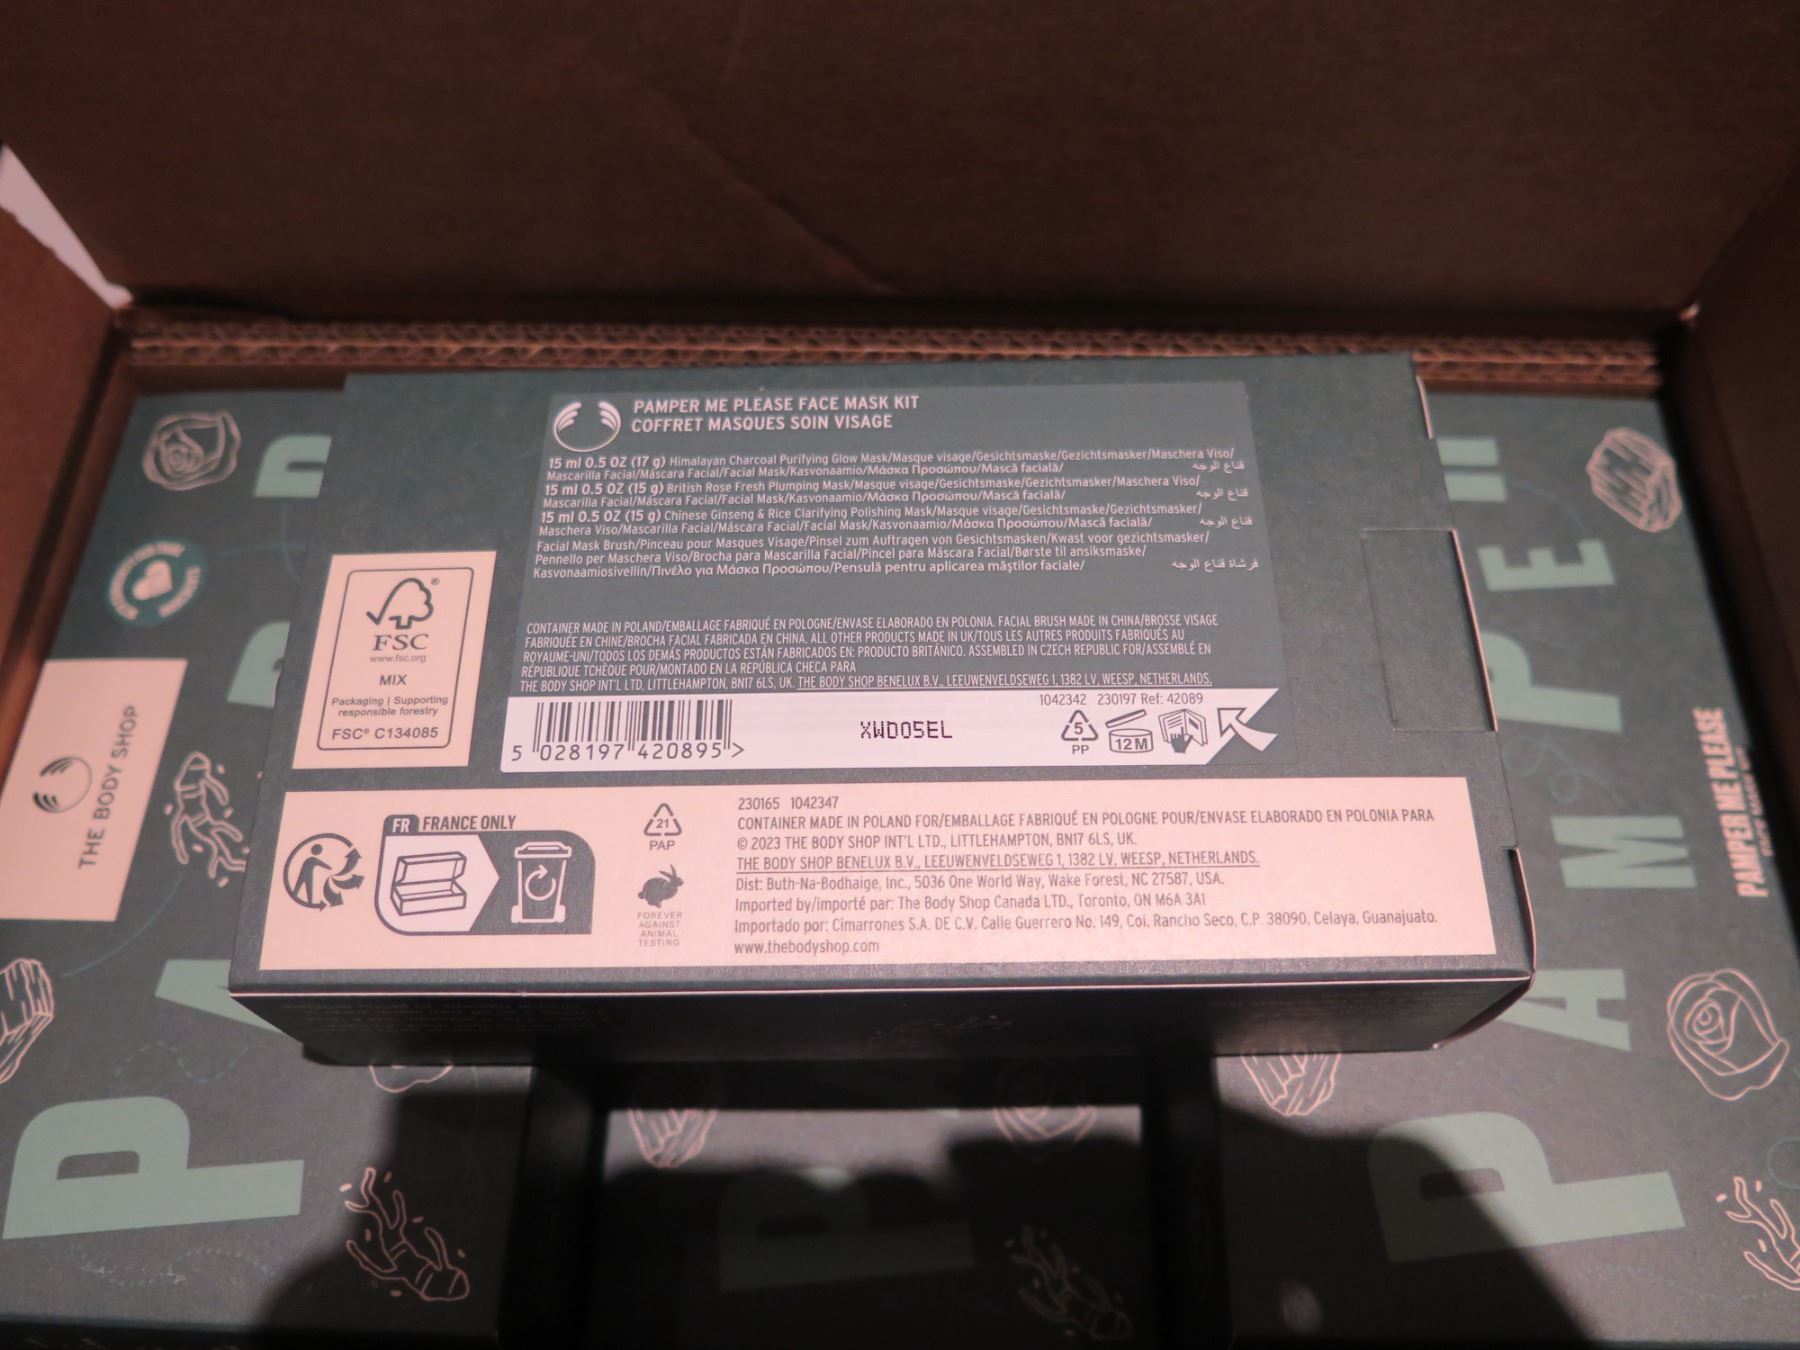 PAMPER ME PLEASE FACE MASK KIT
COFFRET MASQUES SOIN VISAGE
15 ml 0.5 OZ (17 g) Himalayan Charcoal Purifying Glow Mask/Masque visage/Gesichtsmaske/Gezichtsmasker/Maschera Viso/
Mascarilla Facial/Máscara Facial/Facial Mask/Kasvonaamio/Μάσκα Προσώπου/Mască facială/ قناع الوجه
15 ml 0.5 OZ (15 g) British Rose Fresh Plumping Mask/Masque visage/Gesichtsmaske/Gezichtsmasker/Maschera Viso/
Mascarilla Facial/Máscara Facial/Facial Mask/Kasvonaamio/Μάσκα Προσώπου/Mască facială/ قناع الوجه
15 ml 0.5 OZ (15 g) Chinese Ginseng & Rice Clarifying Polishing Mask/Masque visage/Gesichtsmaske/Gezichtsmasker/
Maschera Viso/Mascarilla Facial/Máscara Facial/Facial Mask/Kasvonaamio/Μάσκα Προσώπου/Mască facială/ قناع الوجه
Facial Mask Brush/Pinceau pour Masques Visage/Pinsel zum Auftragen von Gesichtsmasken/Kwast voor gezichtsmasker/
Pennello per Maschera Viso/Brocha para Mascarilla Facial/Pincel para Máscara Facial/Børste til ansiksmaske/
Kasvonaamiosivellin/Πινέλο για Μάσκα Προσώπου/Pensulă pentru aplicarea măștilor faciale/ فرشاة قناع الوجه
CONTAINER MADE IN POLAND/EMBALLAGE FABRIQUÉ EN POLOGNE/ENVASE ELABORADO EN POLONIA. FACIAL BRUSH MADE IN CHINA/BROSSE VISAGE
FABRIQUÉE EN CHINE/BROCHA FACIAL FABRICADA EN CHINA. ALL OTHER PRODUCTS MADE IN UK/TOUS LES AUTRES PRODUITS FABRIQUÉS AU
ROYAUME-UNI/TODOS LOS DEMÁS PRODUCTOS ESTÁN FABRICADOS EN: PRODUCTO BRITÁNICO. ASSEMBLED IN CZECH REPUBLIC FOR/ASSEMBLÉ EN
RÉPUBLIQUE TCHÈQUE POUR/MONTADO EN LA REPÚBLICA CHECA PARA
THE BODY SHOP INT'L LTD, LITTLEHAMPTON, BN17 6LS, UK. THE BODY SHOP BENELUX B.V., LEEUWENVELDSEWEG 1, 1382 LV, WEESP, NETHERLANDS.
1042342 230197 Ref: 42089
5 028197 420895 >
XWD05EL
5
PP
12M
FSC
www.fsc.org
MIX
Packaging | Supporting
responsible forestry
FSC® C134085
FR FRANCE ONLY
21
PAP
FOREVER
AGAINST
ANIMAL
TESTING
230165 1042347
CONTAINER MADE IN POLAND FOR/EMBALLAGE FABRIQUÉ EN POLOGNE POUR/ENVASE ELABORADO EN POLONIA PARA
© 2023 THE BODY SHOP INT'L LTD., LITTLEHAMPTON, BN17 6LS, UK.
THE BODY SHOP BENELUX B.V., LEEUWENVELDSEWEG 1, 1382 LV, WEESP, NETHERLANDS.
Dist: Buth-Na-Bodhaige, Inc., 5036 One World Way, Wake Forest, NC 27587, USA.
Imported by/importé par: The Body Shop Canada LTD., Toronto, ON M6A 3A1
Importado por: Cimarrones S.A. DE C.V. Calle Guerrero No. 149, Col. Rancho Seco, C.P. 38090, Celaya, Guanajuato.
www.thebodyshop.com
THE BODY SHOP
PA
PAMPE
PAMPER ME PLEASE
P